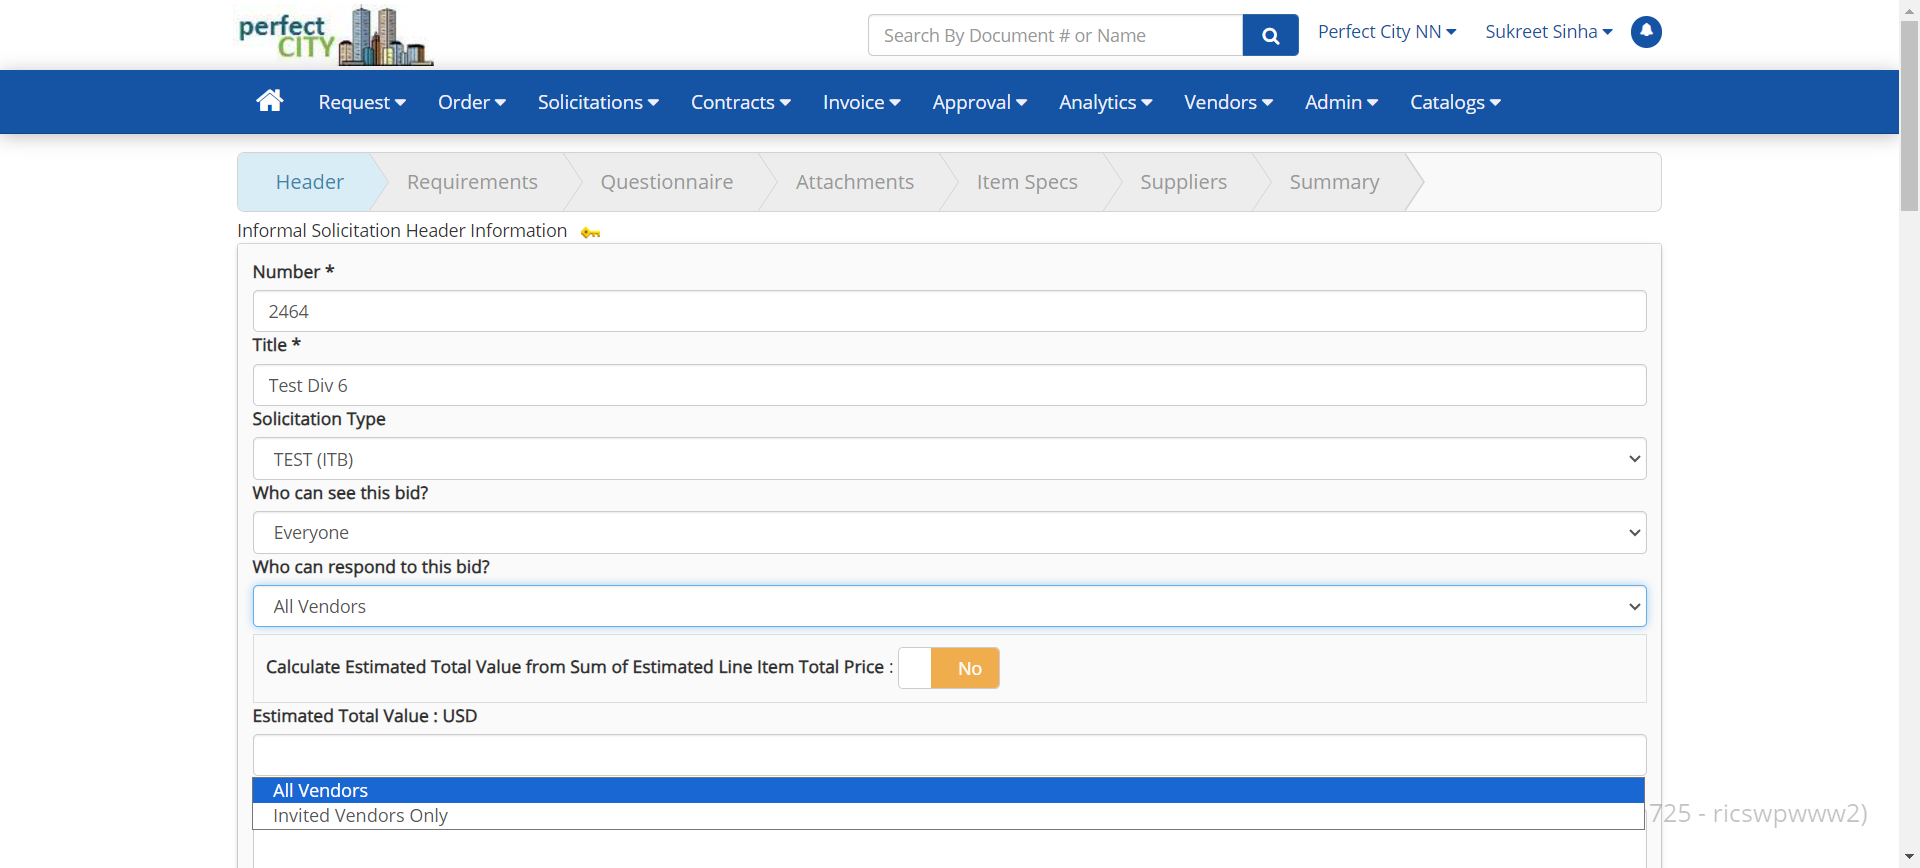 perfect
CITY
Search By Document # or Name
Perfect City NN
Sukreet Sinha
Request
Order
Solicitations
Contracts
Invoice
Approval
Analytics
Vendors
Admin
Catalogs
Header
Requirements
Questionnaire
Attachments
Item Specs
Suppliers
Summary
Informal Solicitation Header Information
Number *
2464
Title *
Test Div 6
Solicitation Type
TEST (ITB)
Who can see this bid?
Everyone
Who can respond to this bid?
All Vendors
Calculate Estimated Total Value from Sum of Estimated Line Item Total Price :
No
Estimated Total Value : USD
All Vendors
Invited Vendors Only
725 - ricswpwww2)